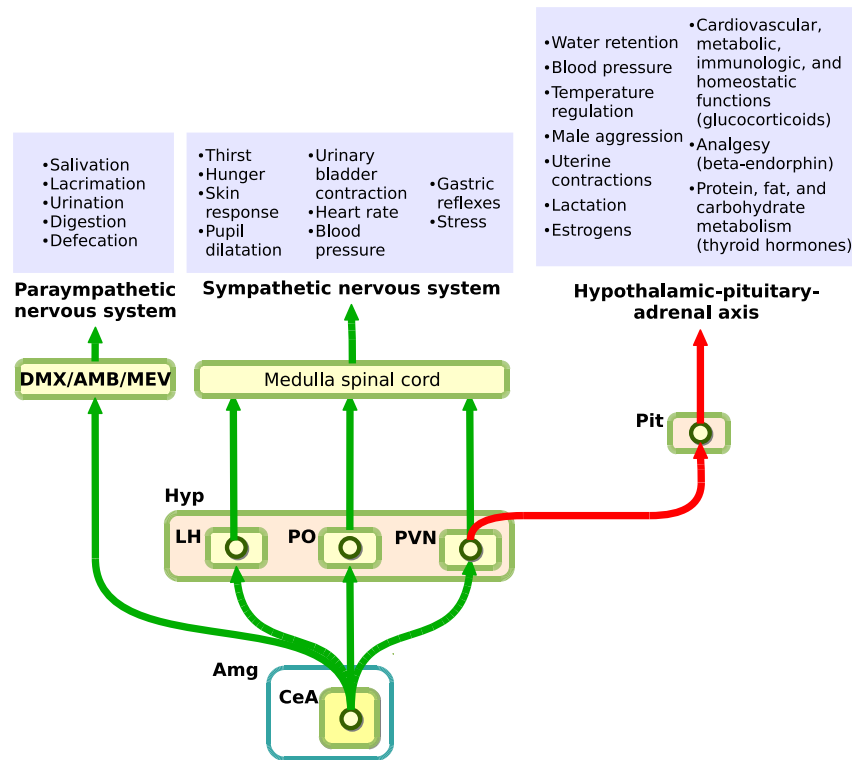 •Water retention
•Blood pressure
•Temperature
regulation
•Male aggression
•Uterine
contractions
•Lactation
•Estrogens
•Cardiovascular,
metabolic,
immunologic, and
homeostatic
functions
(glucocorticoids)
•Analgesy
(beta-endorphin)
•Protein, fat, and
carbohydrate
metabolism
(thyroid hormones)
•Salivation
•Lacrimation
•Urination
•Digestion
•Defecation
•Thirst
•Hunger
•Skin
response
•Pupil
dilatation
•Urinary
bladder
contraction
•Heart rate
•Blood
pressure
•Gastric
reflexes
•Stress
Paraympathetic
nervous system
Sympathetic nervous system
Hypothalamic-pituitary-
adrenal axis
DMX/AMB/MEV
Medulla spinal cord
Pit
Hyp
LH
PO
PVN
Amg
CeA